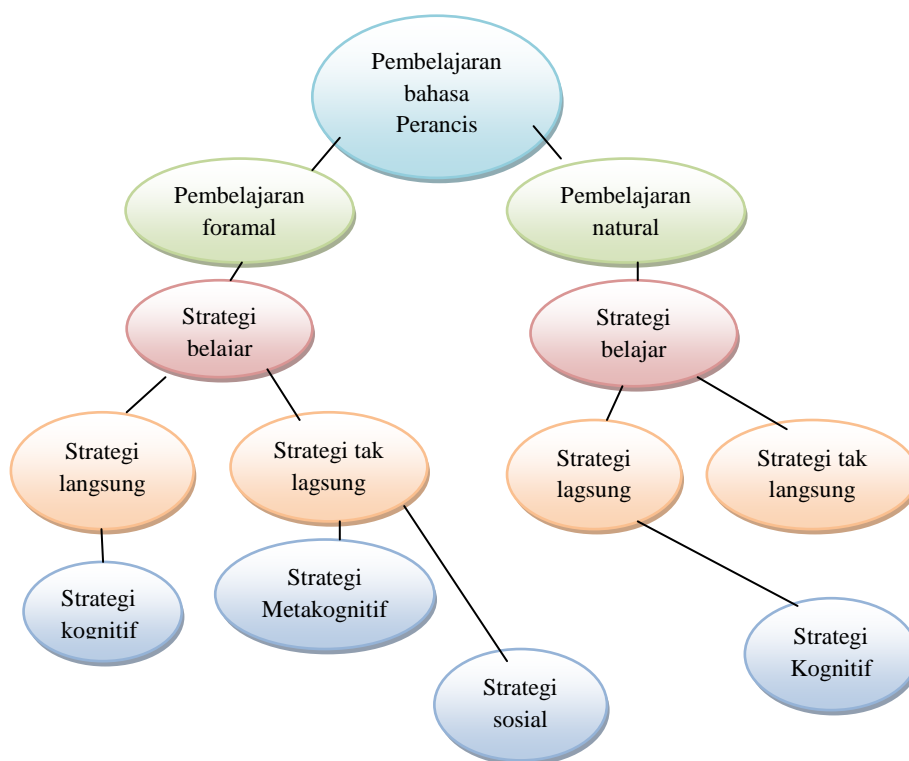 Pembelajaran
bahasa
Perancis
Pembelajaran
foramal
Pembelajaran
natural
Strategi
belajar
Strategi
belajar
Strategi
langsung
Strategi tak
lagsung
Strategi
lagsung
Strategi tak
langsung
Strategi
kognitif
Strategi
Metakognitif
Strategi
sosial
Strategi
Kognitif